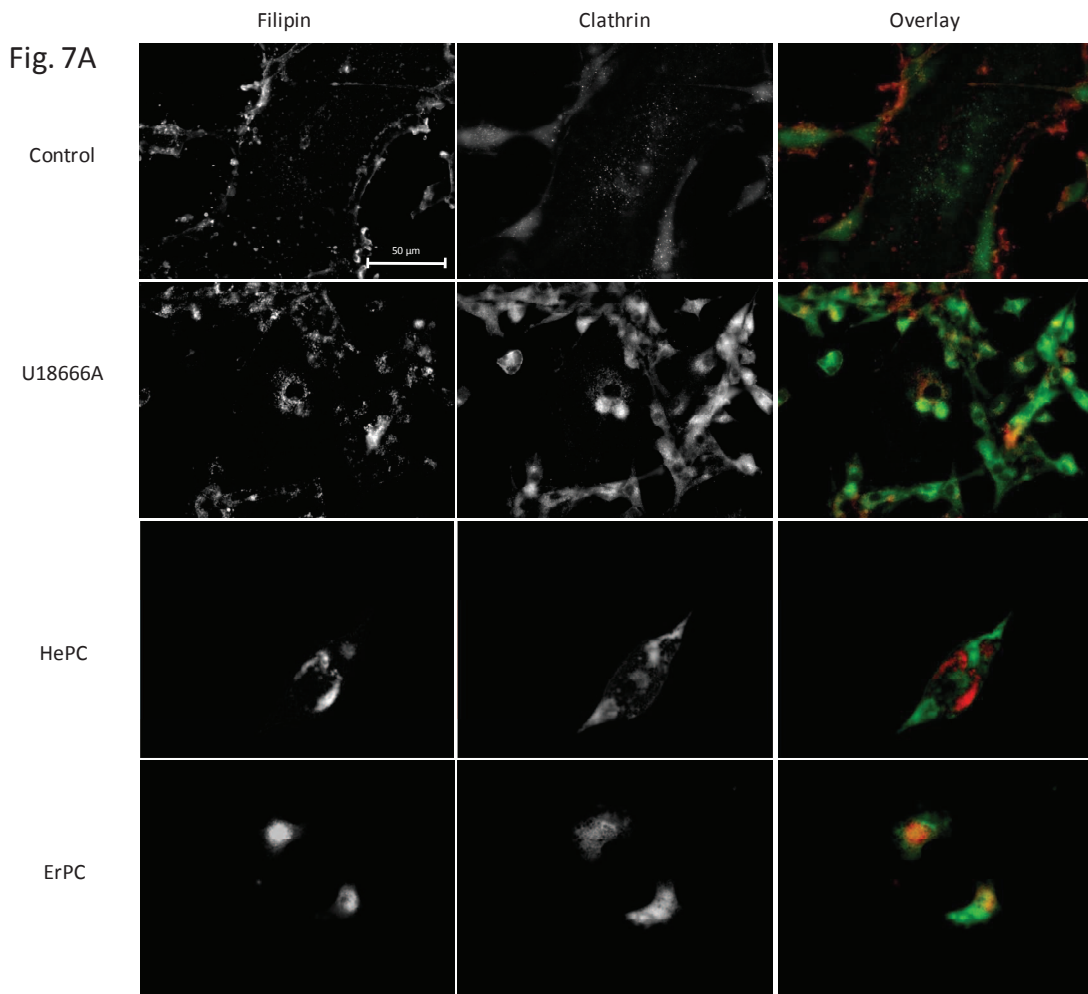 Filipin Clathrin Overlay
Fig. 7A
Control
50 µm
U18666A
HePC
ErPC